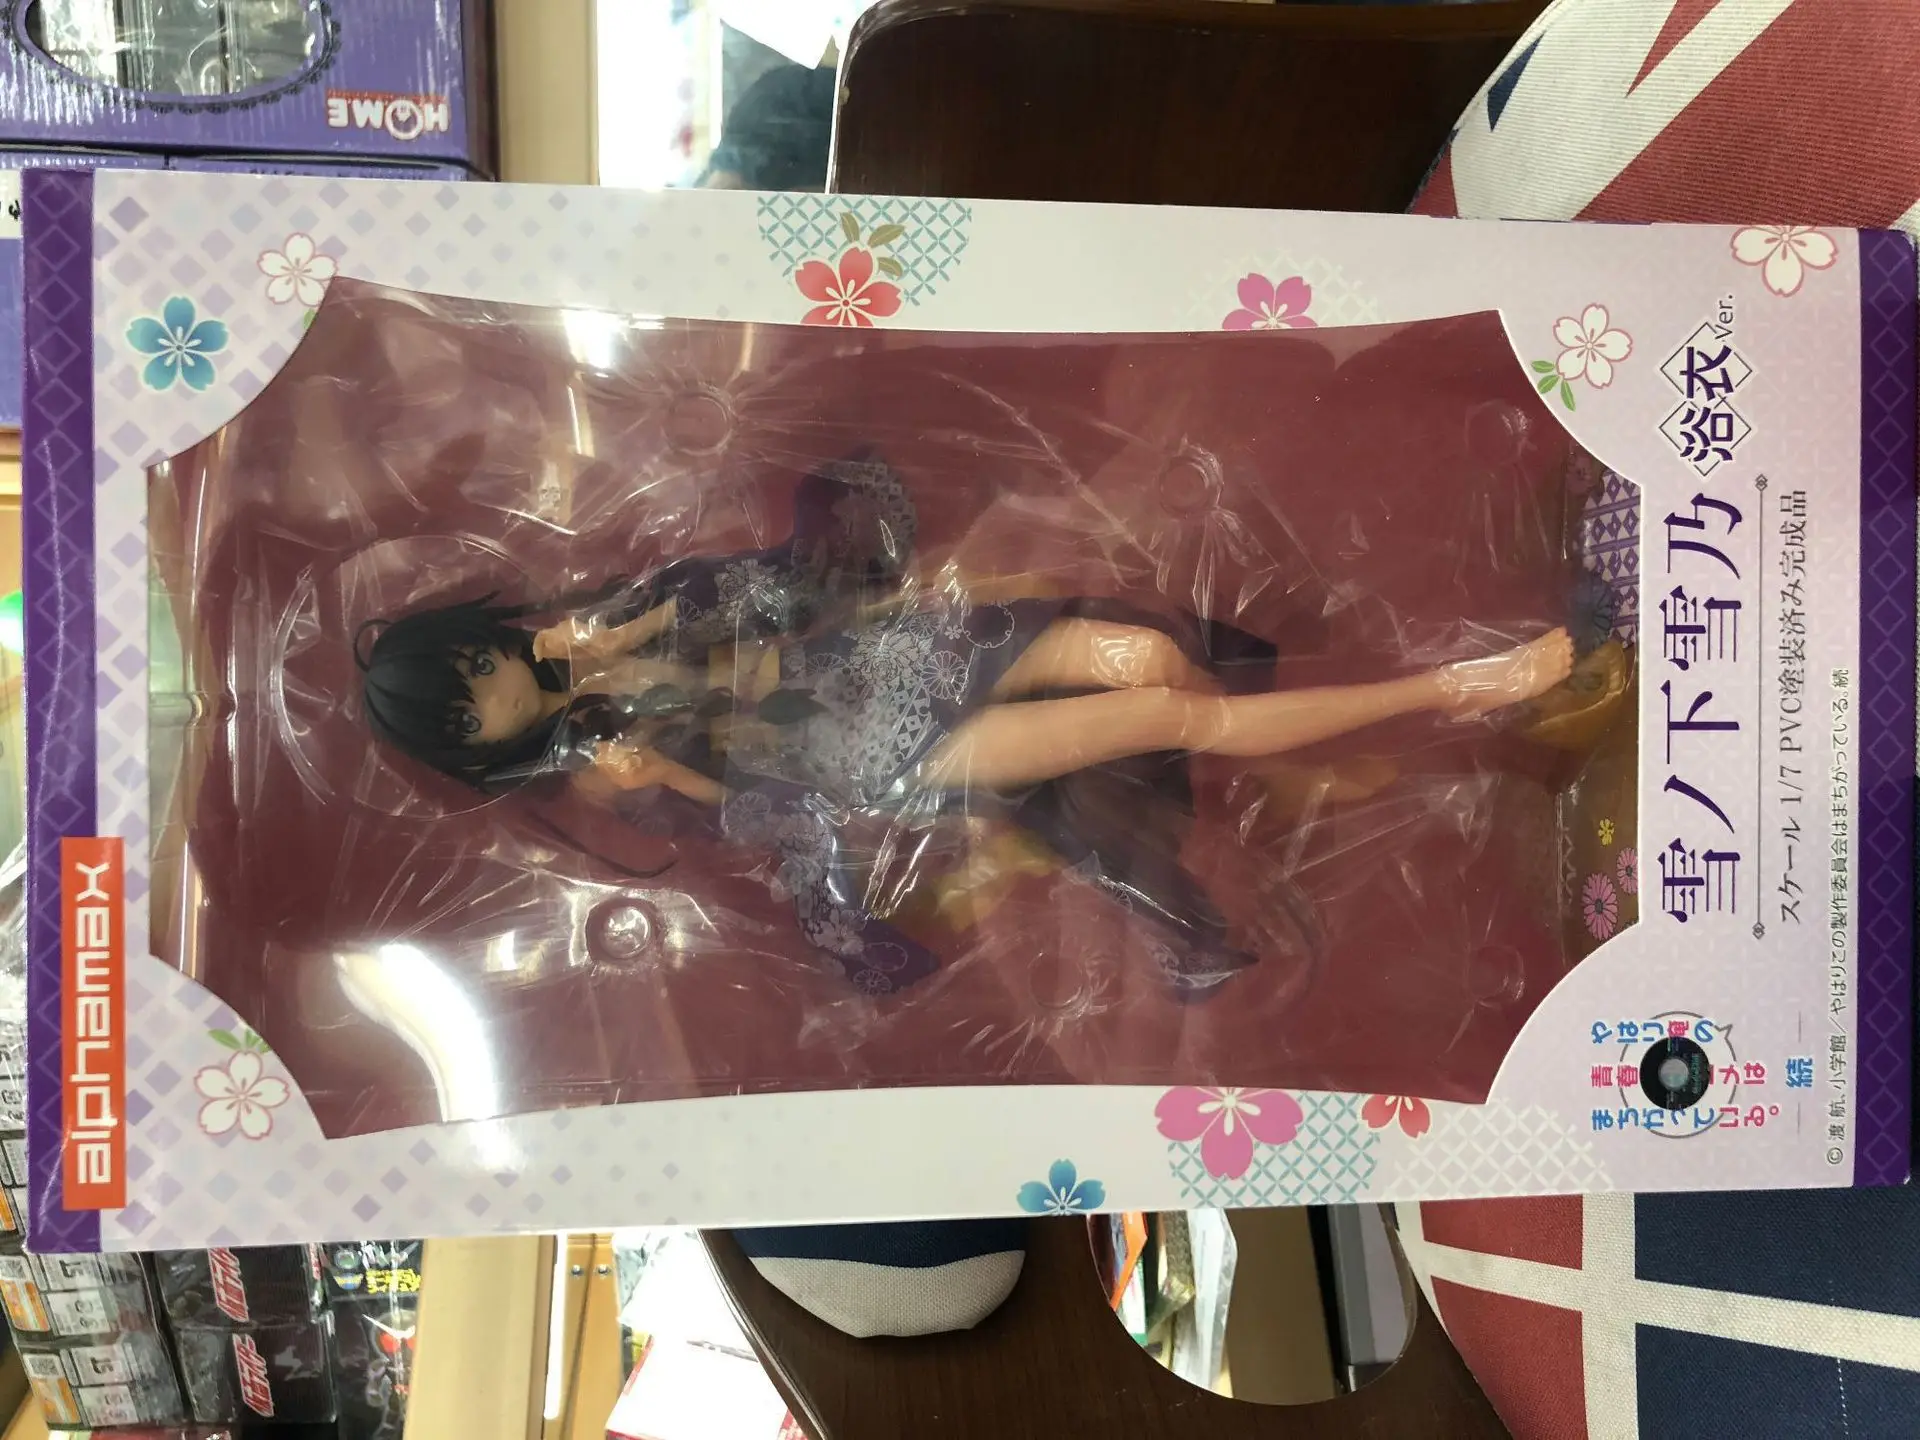 alphamax
雪ノ下雪乃 浴衣 Ver.
スケール 1/7 PVC塗装済み完成品
やはり俺の
青春
メは
まちがっている。
続
© 渡 航、小学館／やはりこの製作委員会はまちがっている。続
HOME